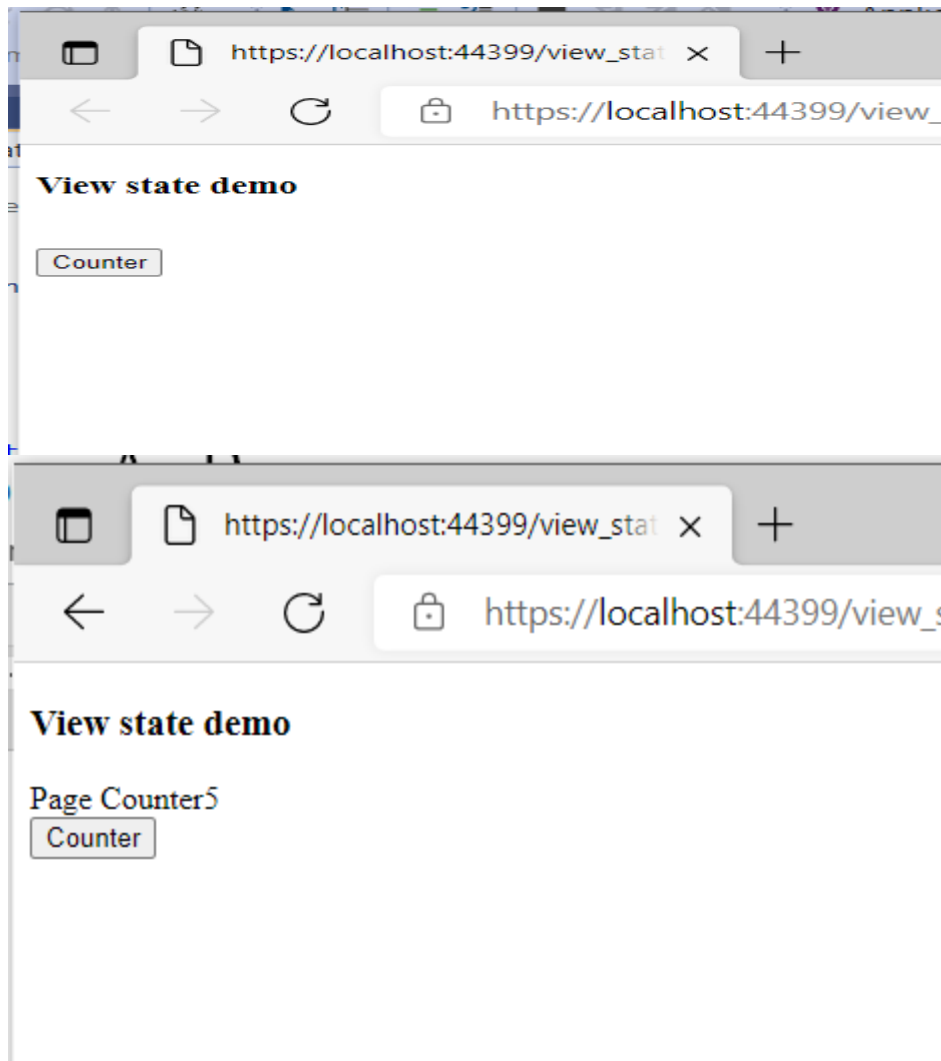 https://localhost:44399/view_stat
https://localhost:44399/view_
View state demo
Counter
https://localhost:44399/view_stat
https://localhost:44399/view_s
View state demo
Page Counter5
Counter